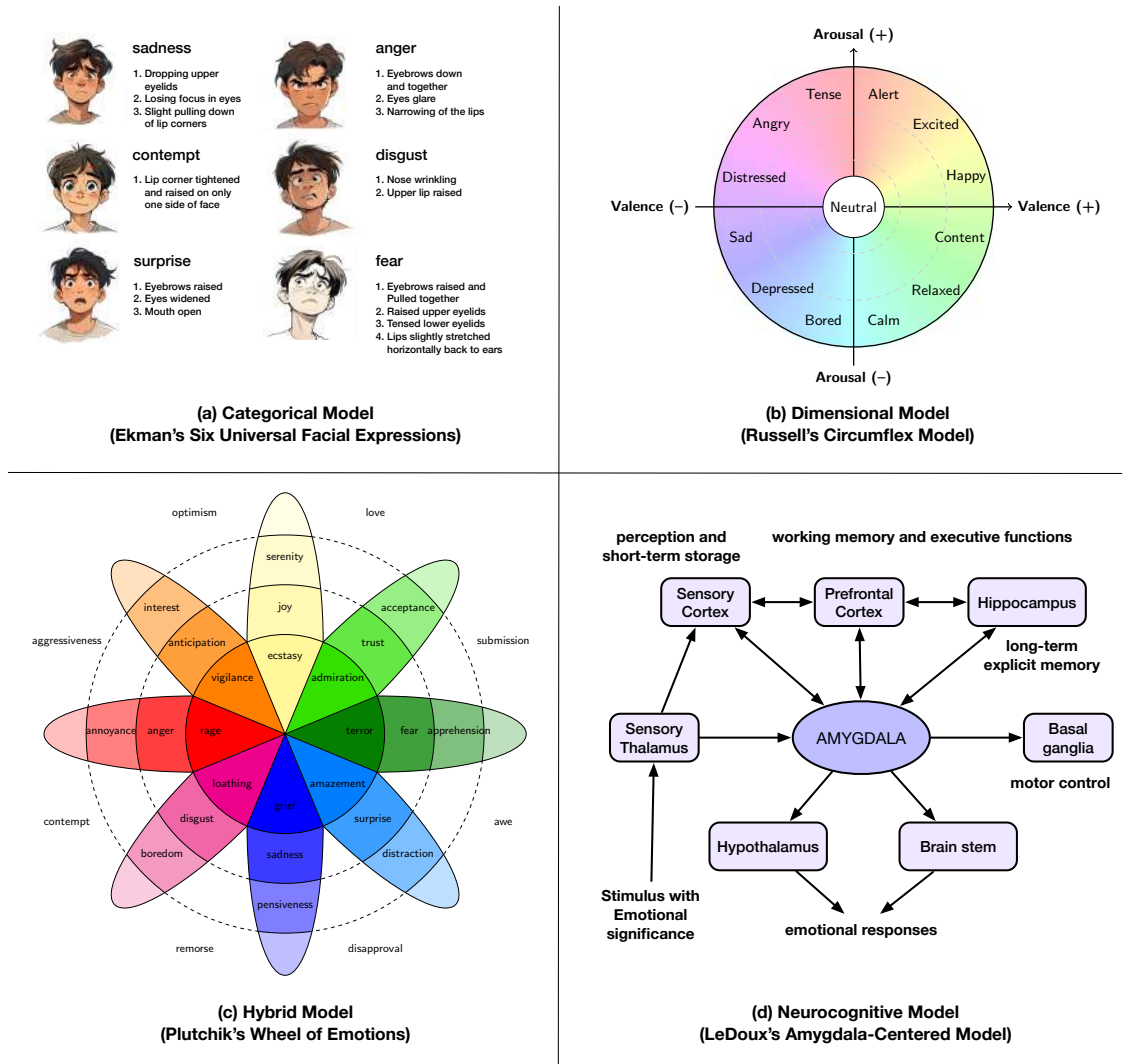 sadness
1. Dropping upper
eyelids
2. Losing focus in eyes
3. Slight pulling down
of lip corners
anger
1. Eyebrows down
and together
2. Eyes glare
3. Narrowing of the lips
contempt
1. Lip corner tightened
and raised on only
one side of face
disgust
1. Nose wrinkling
2. Upper lip raised
surprise
1. Eyebrows raised
2. Eyes widened
3. Mouth open
fear
1. Eyebrows raised and
Pulled together
2. Raised upper eyelids
3. Tensed lower eyelids
4. Lips slightly stretched
horizontally back to ears
(a) Categorical Model
(Ekman's Six Universal Facial Expressions)
Arousal (+)
Tense
Alert
Angry
Excited
Distressed
Happy
Valence (–)
Neutral
Valence (+)
Sad
Content
Depressed
Relaxed
Bored
Calm
Arousal (–)
(b) Dimensional Model
(Russell's Circumflex Model)
optimism
love
serenity
interest
joy
acceptance
aggressiveness
anticipation
trust
submission
ecstasy
vigilance
admiration
annoyance
anger
rage
terror
fear
apprehension
loathing
amazement
grief
contempt
disgust
surprise
awe
boredom
sadness
distraction
pensiveness
remorse
disapproval
(c) Hybrid Model
(Plutchik's Wheel of Emotions)
perception and
short-term storage
working memory and executive functions
Sensory
Cortex
Prefrontal
Cortex
Hippocampus
long-term
explicit memory
Sensory
Thalamus
AMYGDALA
Basal
ganglia
motor control
Hypothalamus
Brain stem
Stimulus with
Emotional
significance
emotional responses
(d) Neurocognitive Model
(LeDoux's Amygdala-Centered Model)